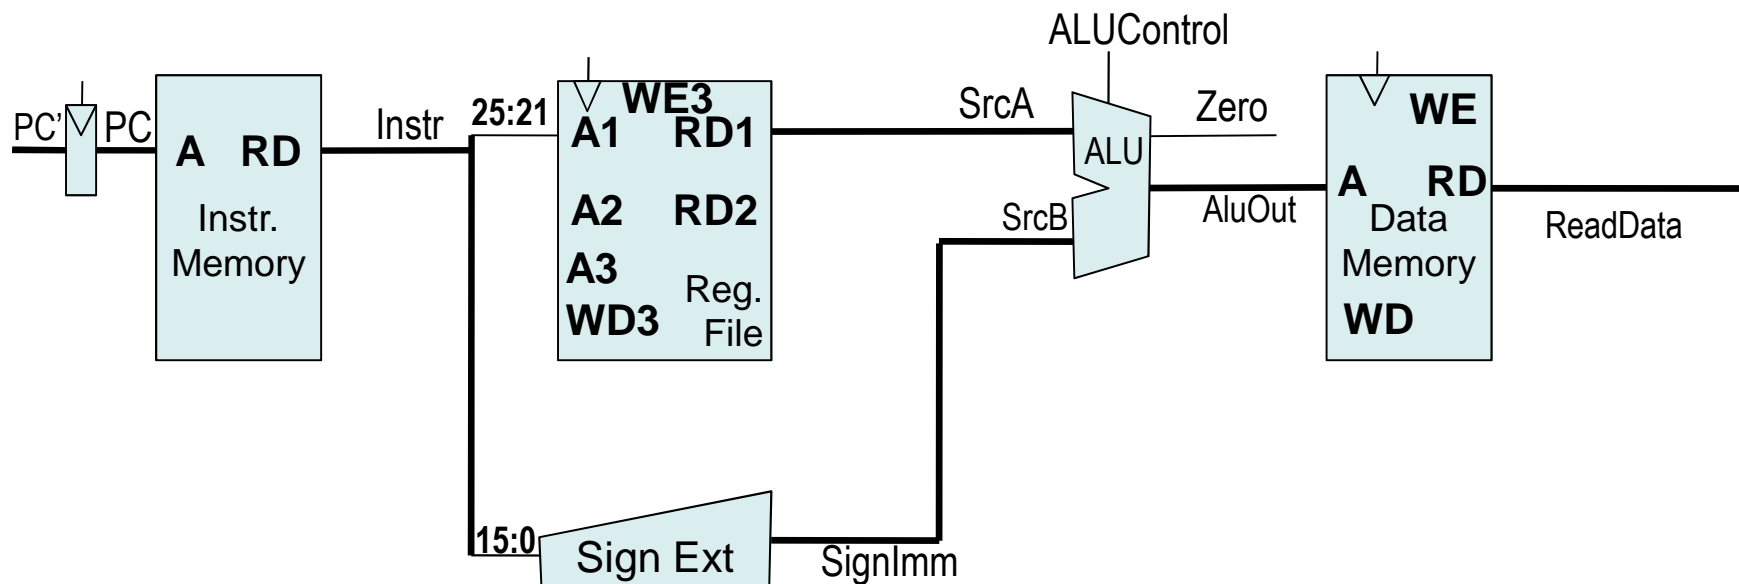 ALUControl
PC'
PC
A RD
Instr.
Memory
Instr
25:21
WE3
A1 RD1
A2 RD2
A3
WD3
Reg.
File
SrcA
SrcB
ALU
Zero
AluOut
WE
A RD
Data
Memory
WD
ReadData
15:0
Sign Ext
SignImm